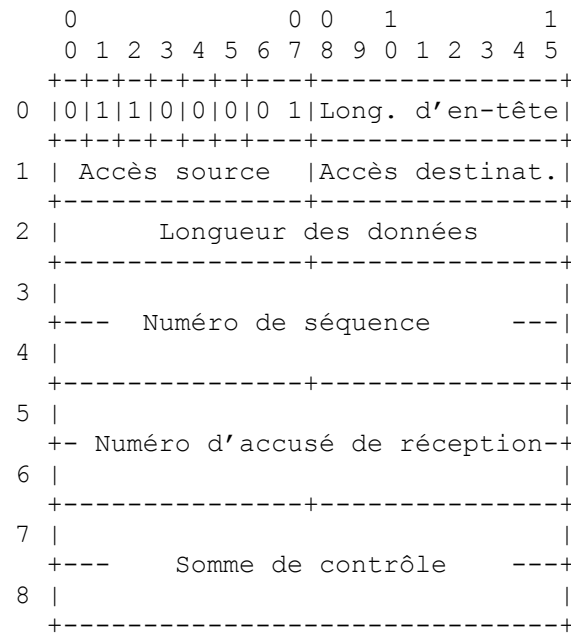 0 0 0 1 1
0 1 2 3 4 5 6 7 8 9 0 1 2 3 4 5
+-+-+-+-+-+-+---+---------------+
0 |0|1|1|0|0|0|0 1|Long. d’en-tête|
+-+-+-+-+-+-+---+---------------+
1 | Accès source |Accès destinat.|
+---------------+---------------+
2 | Longueur des données |
+---------------+---------------+
3 | |
+--- Numéro de séquence ---|
4 | |
+---------------+---------------+
5 | |
+- Numéro d’accusé de réception-+
6 | |
+---------------+---------------+
7 | |
+--- Somme de contrôle ---+
8 | |
+-------------------------------+